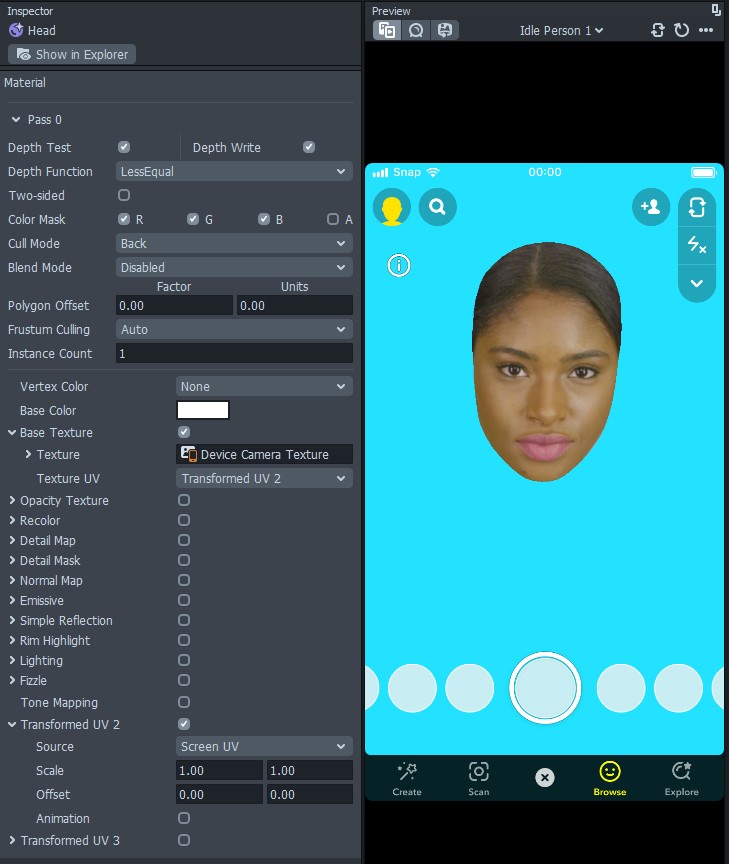 Inspector
Head
Show in Explorer
Material
Pass 0
Depth Test Depth Write
Depth Function LessEqual
Two-sided
Color Mask R G B A
Cull Mode Back
Blend Mode Disabled
Factor Units
Polygon Offset 0.00 0.00
Frustum Culling Auto
Instance Count 1
Vertex Color None
Base Color
Base Texture
Texture Device Camera Texture
Texture UV Transformed UV 2
Opacity Texture
Recolor
Detail Map
Detail Mask
Normal Map
Emissive
Simple Reflection
Rim Highlight
Lighting
Fizzle
Tone Mapping
Transformed UV 2
Source Screen UV
Scale 1.00 1.00
Offset 0.00 0.00
Animation
Transformed UV 3
Preview
Idle Person 1
Snap 00:00
Create Scan Browse Explore